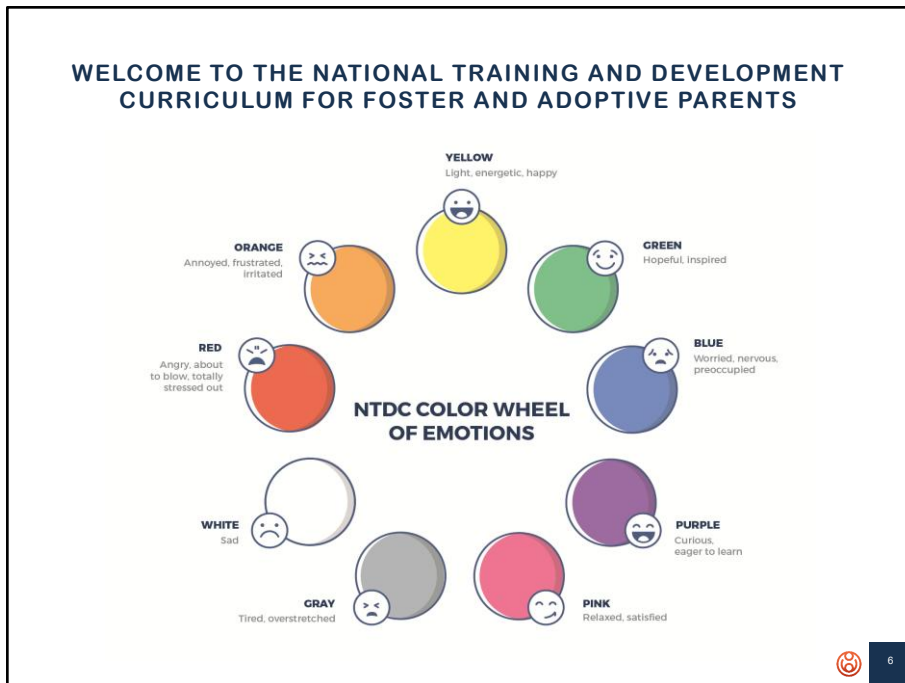 WELCOME TO THE NATIONAL TRAINING AND DEVELOPMENT
CURRICULUM FOR FOSTER AND ADOPTIVE PARENTS
YELLOW
Light, energetic, happy
ORANGE
Annoyed, frustrated,
irritated
GREEN
Hopeful, inspired
RED
Angry, about
to blow, totally
stressed out
BLUE
Worried, nervous,
preoccupied
NTDC COLOR WHEEL
OF EMOTIONS
WHITE
Sad
PURPLE
Curious,
eager to learn
GRAY
Tired, overstretched
PINK
Relaxed, satisfied
6